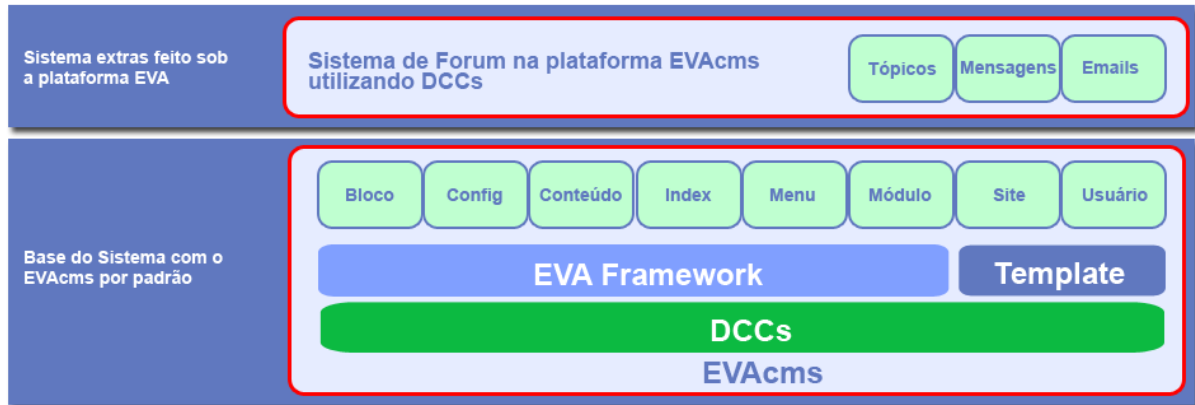 Sistema extras feito sob
a plataforma EVA
Sistema de Forum na plataforma EVAcms
utilizando DCCs
Tópicos Mensagens Emails
Bloco Config Conteúdo Index Menu Módulo Site Usuário
Base do Sistema com o
EVAcms por padrão
EVA Framework Template
DCCs
EVAcms